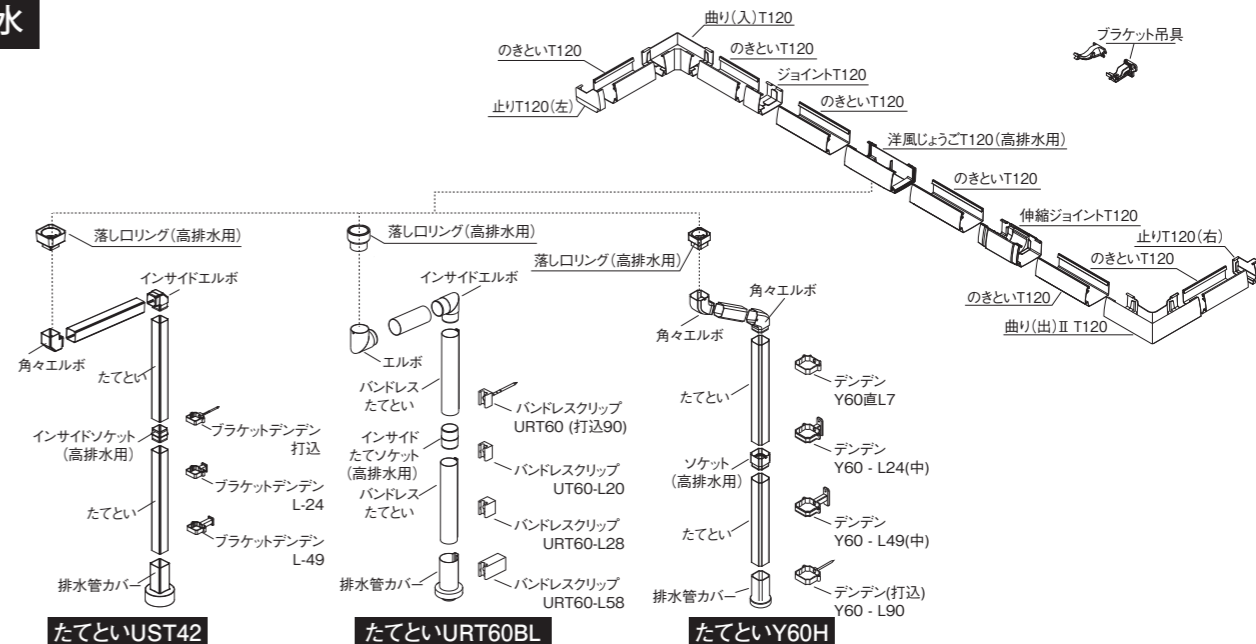 水
曲り(入)T120
のきといT120
のきといT120
ブラケット吊具
ジョイントT120
止りT120(左)
のきといT120
洋風じょうごT120(高排水用)
のきといT120
伸縮ジョイントT120
止りT120(右)
のきといT120
のきといT120
曲り(出)Ⅱ T120
落し口リング(高排水用)
インサイドエルボ
角々エルボ
たてとい
インサイドソケット
(高排水用)
ブラケットデンデン
打込
ブラケットデンデン
L-24
たてとい
ブラケットデンデン
L-49
排水管カバー
たてといUST42
落し口リング(高排水用)
インサイドエルボ
エルボ
バンドレス
たてとい
バンドレスクリップ
URT60 (打込90)
インサイド
たてソケット
(高排水用)
バンドレスクリップ
UT60-L20
バンドレス
たてとい
バンドレスクリップ
URT60-L28
排水管カバー
バンドレスクリップ
URT60-L58
たてといURT60BL
落し口リング(高排水用)
角々エルボ
角々エルボ
たてとい
デンデン
Y60直L7
デンデン
Y60 - L24(中)
ソケット
(高排水用)
デンデン
Y60 - L49(中)
たてとい
排水管カバー
デンデン(打込)
Y60 - L90
たてといY60H